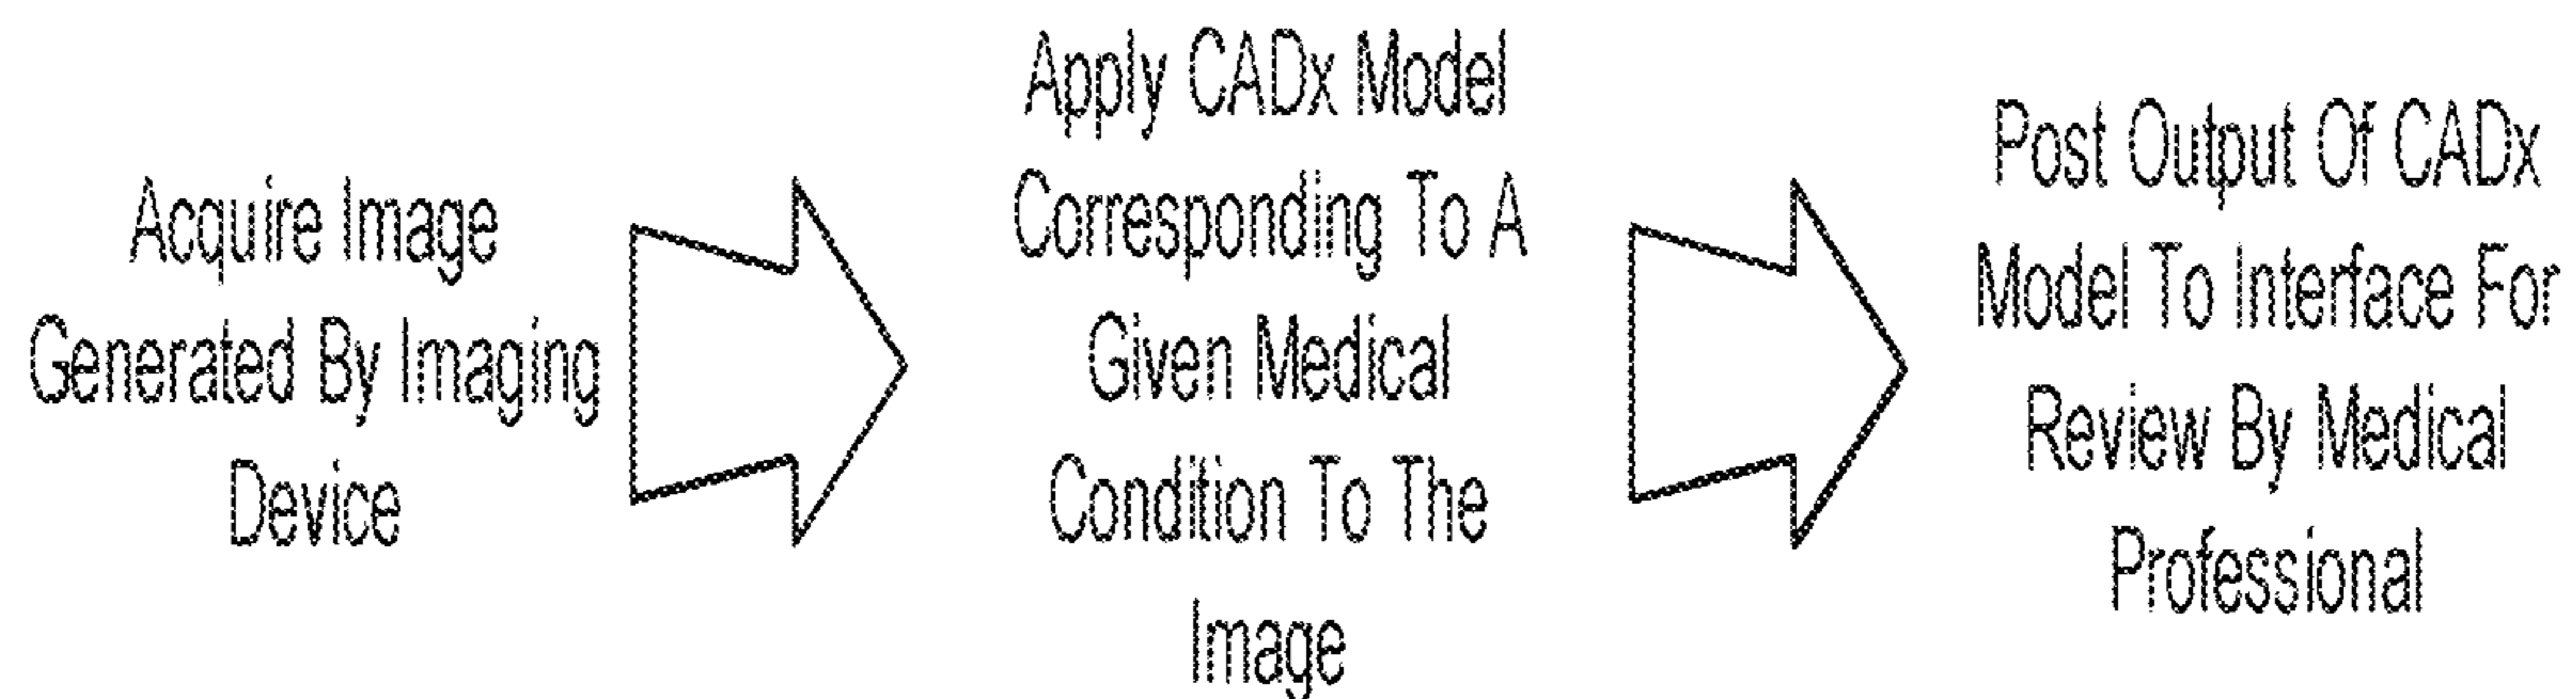 Acquire Image
Generated By Imaging
Device
Apply CADx Model
Corresponding To A
Given Medical
Condition To The
Image
Post Output Of CADx
Model To Interface For
Review By Medical
Professional